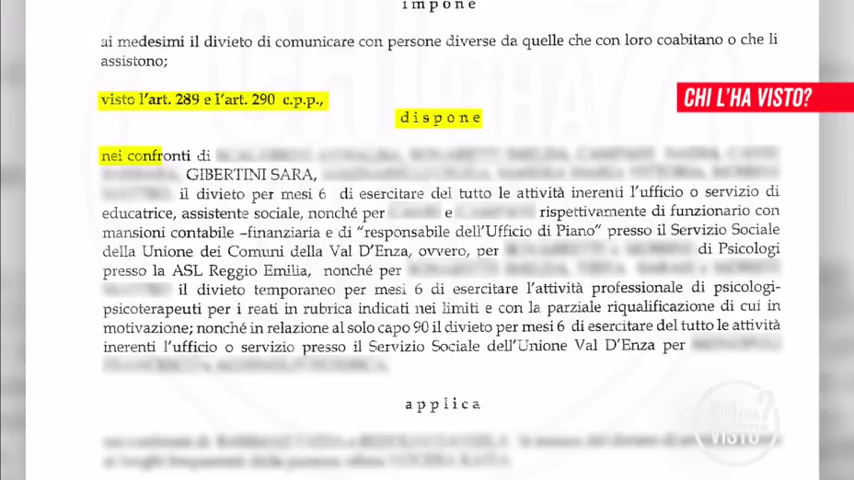 impone
ai medesimi il divieto di comunicare con persone diverse da quelle che con loro coabitano o che li
assistono;
visto l'art. 289 e l'art. 290 c.p.p.,
CHI L'HA VISTO?
dispone
nei confronti di
GIBERTINI SARA,
il divieto per mesi 6 di esercitare del tutto le attività inerenti l'ufficio o servizio di
educatrice, assistente sociale, nonché per e rispettivamente di funzionario con
mansioni contabile –finanziaria e di "responsabile dell'Ufficio di Piano" presso il Servizio Sociale
della Unione dei Comuni della Val D'Enza, ovvero, per di Psicologi
presso la ASL Reggio Emilia, nonché per
il divieto temporaneo per mesi 6 di esercitare l'attività professionale di psicologi-
psicoterapeuti per i reati in rubrica indicati nei limiti e con la parziale riqualificazione di cui in
motivazione; nonché in relazione al solo capo 90 il divieto per mesi 6 di esercitare del tutto le attività
inerenti l'ufficio o servizio presso il Servizio Sociale dell'Unione Val D'Enza per
applica
CHI L'HA VISTO?